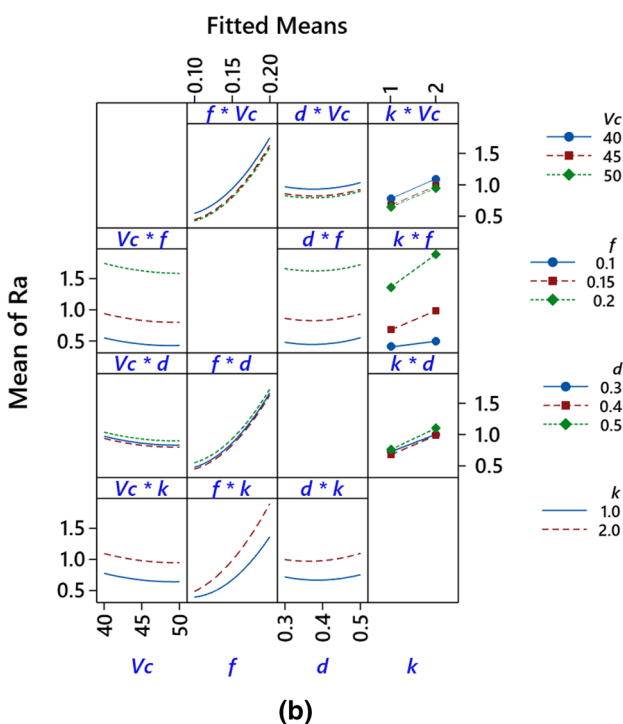 Fitted Means
0.10 0.15 0.20 1 2
f * Vc d * Vc k * Vc
1.5
1.0
0.5
Vc
40
45
50
Vc * f d * f k * f
1.5
1.0
0.5
f
0.1
0.15
0.2
Mean of Ra
Vc * d f * d k * d
1.5
1.0
0.5
d
0.3
0.4
0.5
Vc * k f * k d * k
1.5
1.0
0.5
k
1.0
2.0
40 45 50 0.3 0.4 0.5
Vc f d k
(b)